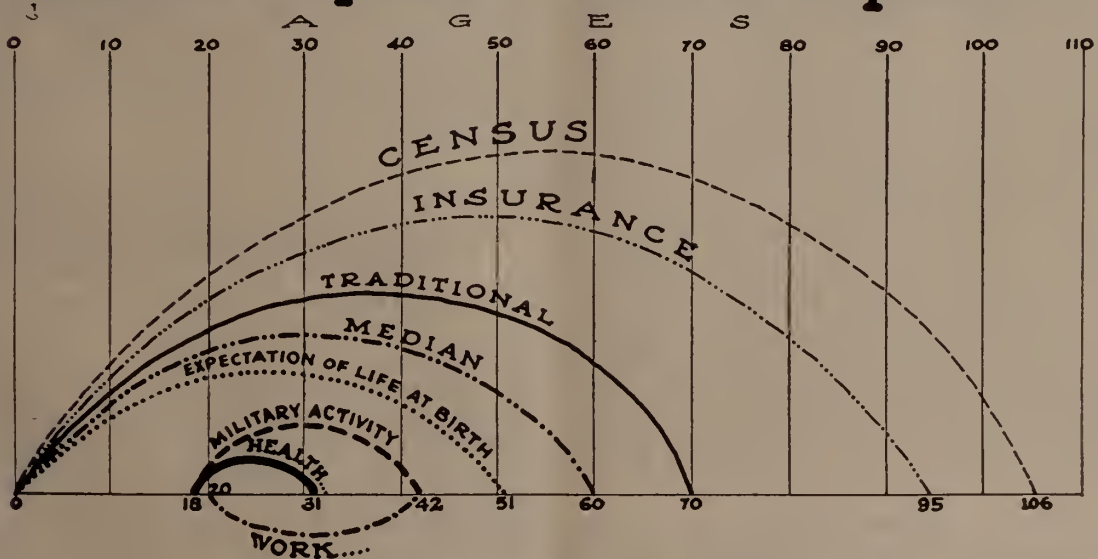 A G E S
0 10 20 30 40 50 60 70 80 90 100 110
CENSUS
INSURANCE
TRADITIONAL
MEDIAN
EXPECTATION OF LIFE AT BIRTH
MILITARY ACTIVITY
HEALTH
0 18 20 31 42 51 60 70 95 106
WORK